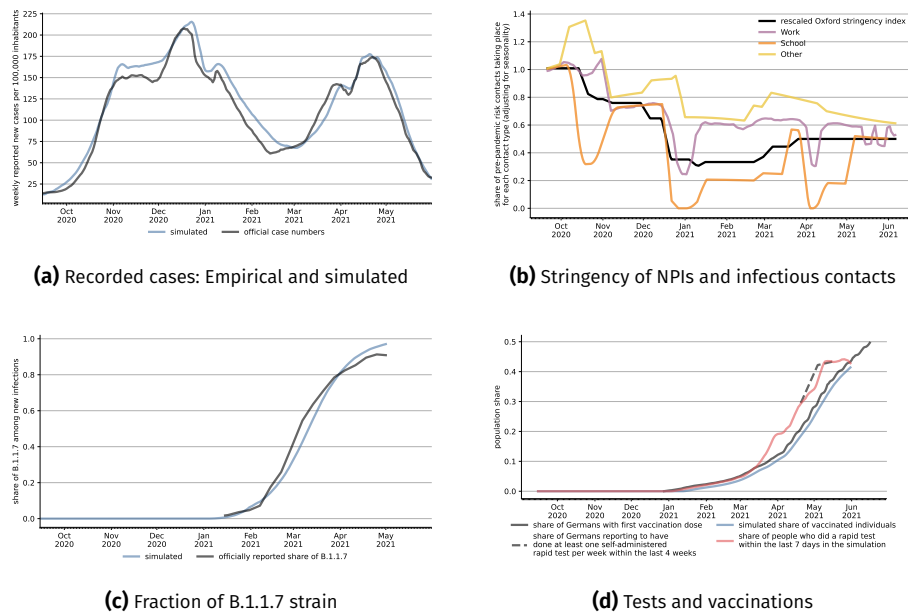 weekly reported new cases per 100,000 inhabitants
225
200
175
150
125
100
75
50
25
Oct
2020
Nov
2020
Dec
2020
Jan
2021
Feb
2021
Mar
2021
Apr
2021
May
2021
simulated
official case numbers
(a) Recorded cases: Empirical and simulated
share of pre-pandemic risk contacts taking place
for each contact type (adjusting for seasonality)
1.4
1.2
1.0
0.8
0.6
0.4
0.2
0.0
rescaled Oxford stringency index
Work
School
Other
Oct
2020
Nov
2020
Dec
2020
Jan
2021
Feb
2021
Mar
2021
Apr
2021
May
2021
Jun
2021
(b) Stringency of NPIs and infectious contacts
share of B.1.1.7 among new infections
1.0
0.8
0.6
0.4
0.2
0.0
Oct
2020
Nov
2020
Dec
2020
Jan
2021
Feb
2021
Mar
2021
Apr
2021
May
2021
simulated
officially reported share of B.1.1.7
(c) Fraction of B.1.1.7 strain
population share
0.5
0.4
0.3
0.2
0.1
0.0
Oct
2020
Nov
2020
Dec
2020
Jan
2021
Feb
2021
Mar
2021
Apr
2021
May
2021
Jun
2021
share of Germans with first vaccination dose
share of Germans reporting to have
done at least one self-administered
rapid test per week within the last 4 weeks
simulated share of vaccinated individuals
share of people who did a rapid test
within the last 7 days in the simulation
(d) Tests and vaccinations